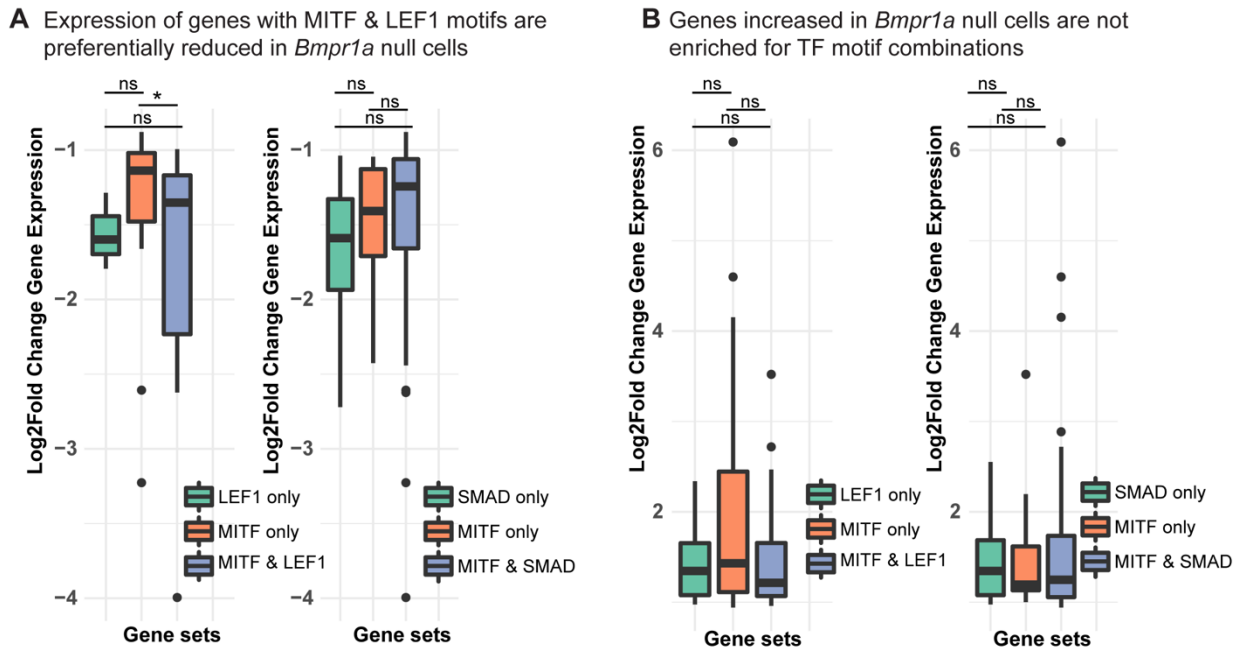 A Expression of genes with MITF & LEF1 motifs are
preferentially reduced in Bmpr1a null cells
ns
*
ns
Log2Fold Change Gene Expression
−1
−2
−3
−4
LEF1 only
MITF only
MITF & LEF1
ns
ns
ns
Log2Fold Change Gene Expression
−1
−2
−3
−4
SMAD only
MITF only
MITF & SMAD
Gene sets
B Genes increased in Bmpr1a null cells are not
enriched for TF motif combinations
ns
ns
ns
Log2Fold Change Gene Expression
6
4
2
LEF1 only
MITF only
MITF & LEF1
Gene sets
ns
ns
ns
Log2Fold Change Gene Expression
6
4
2
SMAD only
MITF only
MITF & SMAD
Gene sets